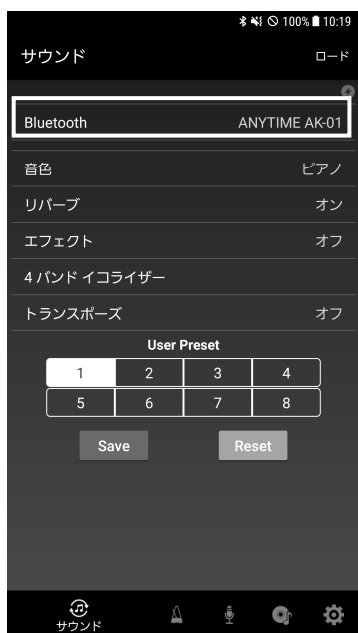 100% 10:19
サウンド ロード
Bluetooth ANYTIME AK-01
音色 ピアノ
リバーブ オン
エフェクト オフ
4 バンド イコライザー
トランスポーズ オフ
User Preset
1 2 3 4
5 6 7 8
Save Reset
サウンド